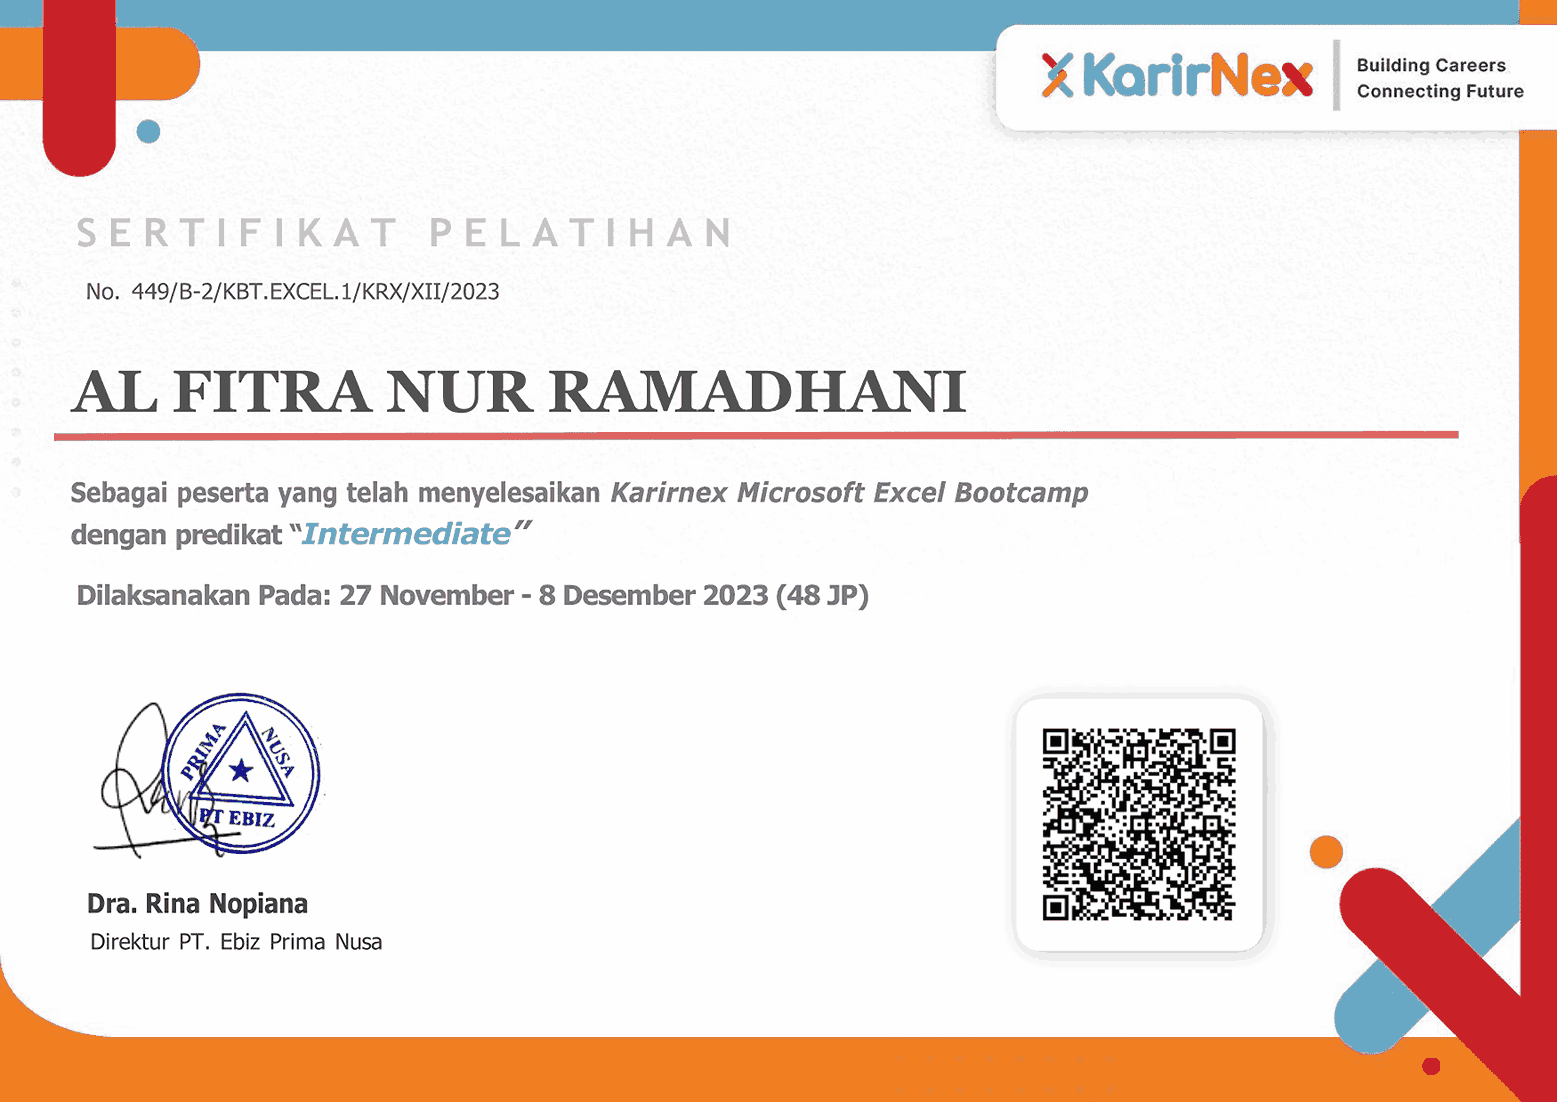 KarirNex
Building Careers
Connecting Future
SERTIFIKAT PELATIHAN
No. 449/B-2/KBT.EXCEL.1/KRX/XII/2023
AL FITRA NUR RAMADHANI
Sebagai peserta yang telah menyelesaikan Karirnex Microsoft Excel Bootcamp
dengan predikat “Intermediate”
Dilaksanakan Pada: 27 November - 8 Desember 2023 (48 JP)
PRIMA NUSA
PT EBIZ
Dra. Rina Nopiana
Direktur PT. Ebiz Prima Nusa